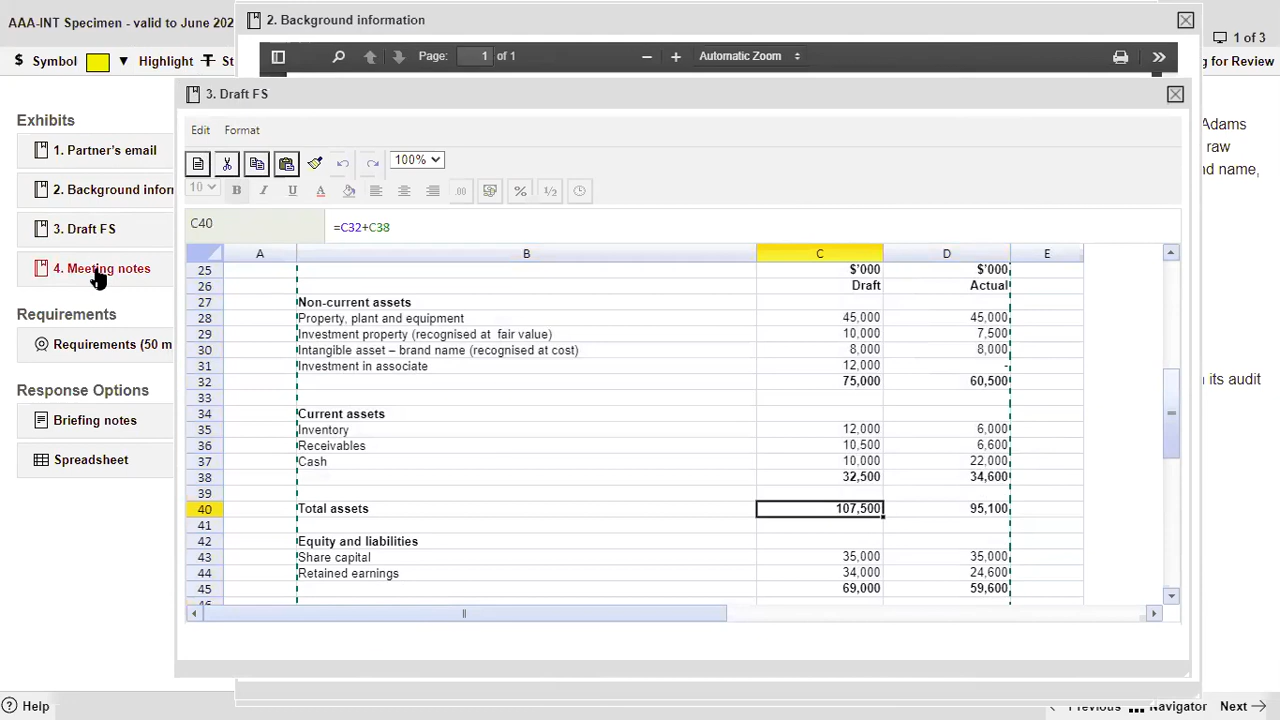 AAA-INT Specimen - valid to June 202
2. Background information
1 of 3
$ Symbol
Highlight
T St
g for Review
Page: 1 of 1
Automatic Zoom
3. Draft FS
Exhibits
1. Partner's email
2. Background infor
3. Draft FS
4. Meeting notes
Requirements
Requirements (50 m
Response Options
Briefing notes
Spreadsheet
Adams
raw
nd name,
n its audit
Edit Format
100%
10 B I U A .00 % 1/2
C40 =C32+C38
A B C D E
25 $'000 $'000
26 Draft Actual
27 Non-current assets
28 Property, plant and equipment 45,000 45,000
29 Investment property (recognised at fair value) 10,000 7,500
30 Intangible asset – brand name (recognised at cost) 8,000 8,000
31 Investment in associate 12,000 -
32 75,000 60,500
33
34 Current assets
35 Inventory 12,000 6,000
36 Receivables 10,500 6,600
37 Cash 10,000 22,000
38 32,500 34,600
39
40 Total assets 107,500 95,100
41
42 Equity and liabilities
43 Share capital 35,000 35,000
44 Retained earnings 34,000 24,600
45 69,000 59,600
46
Help
Previous
Navigator
Next